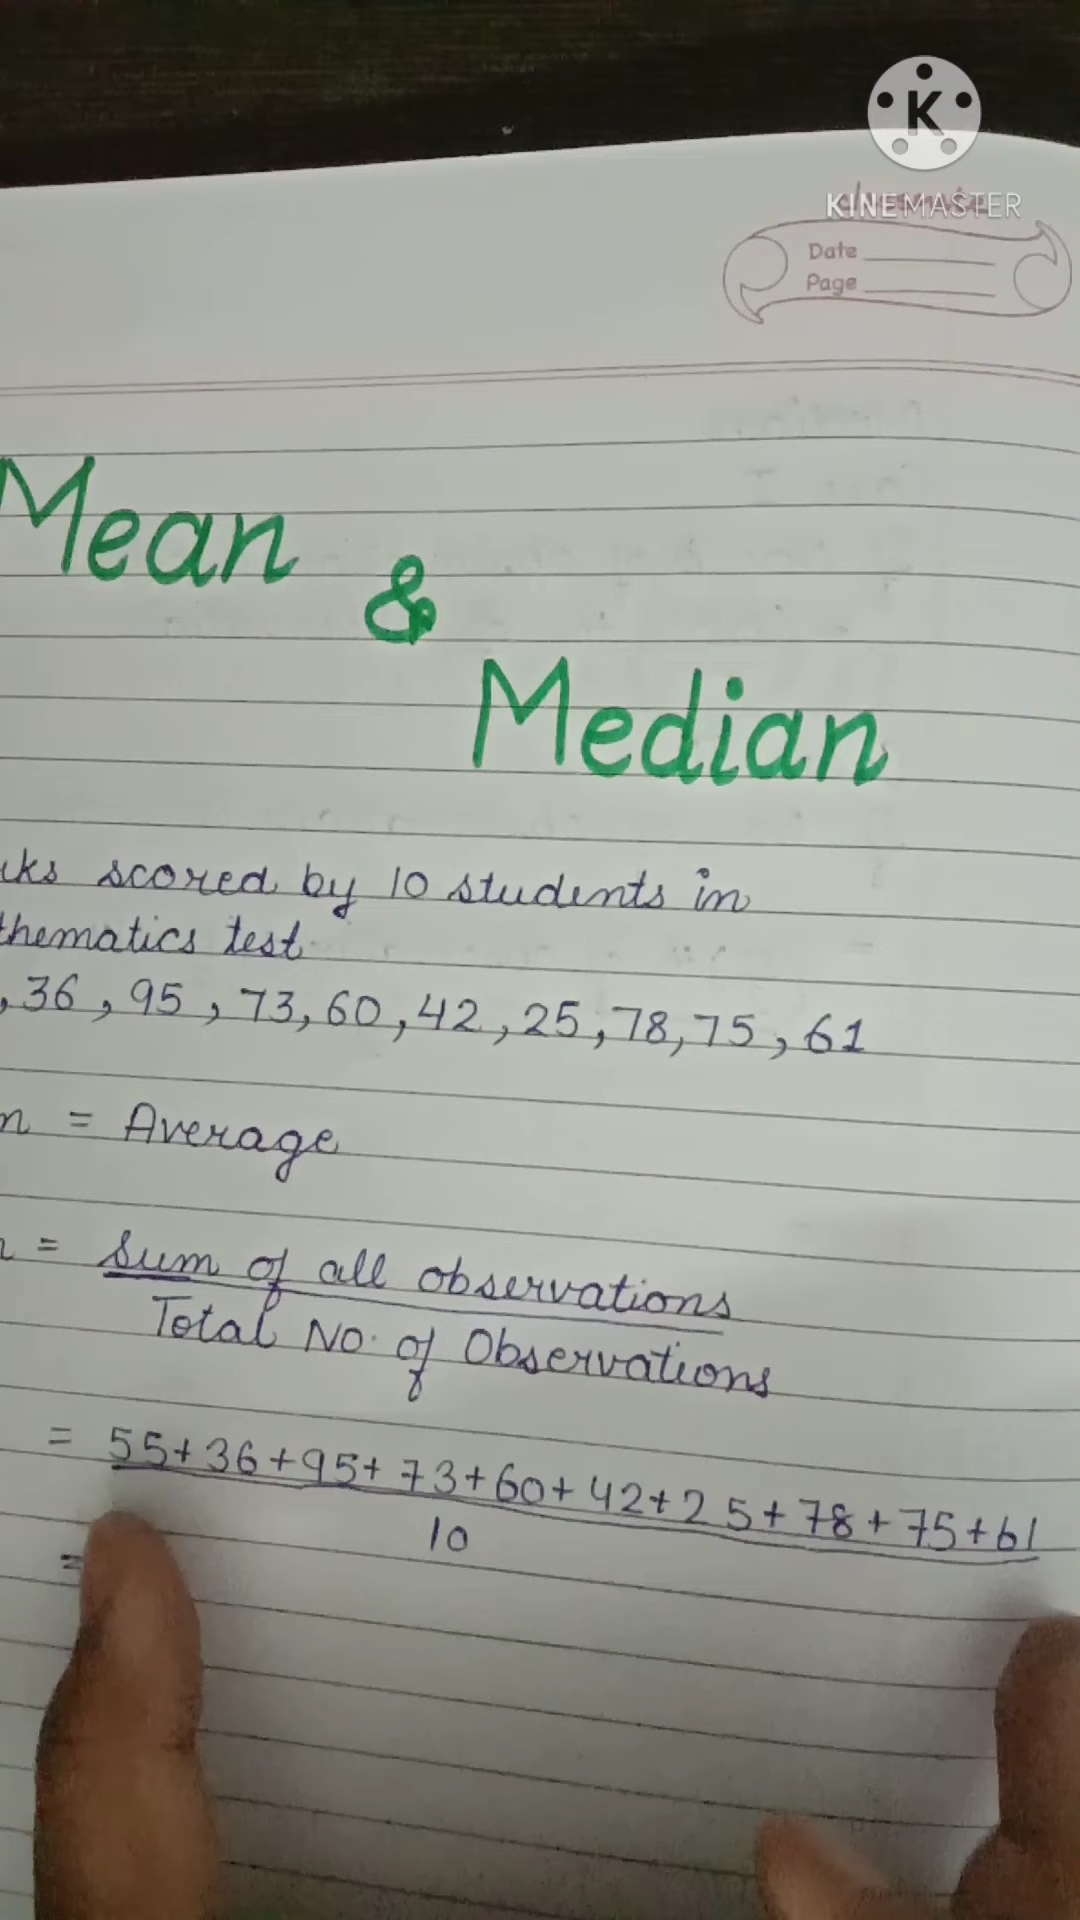 KINEMASTER
Date
Page
Mean
&
Median
scored by 10 students in
thematics test
, 36, 95, 73, 60, 42, 25, 78, 75, 61
n = Average
= Sum of all observations
Total No. of Observations
= 55+36+95+73+60+42+25+78+75+61
10
=